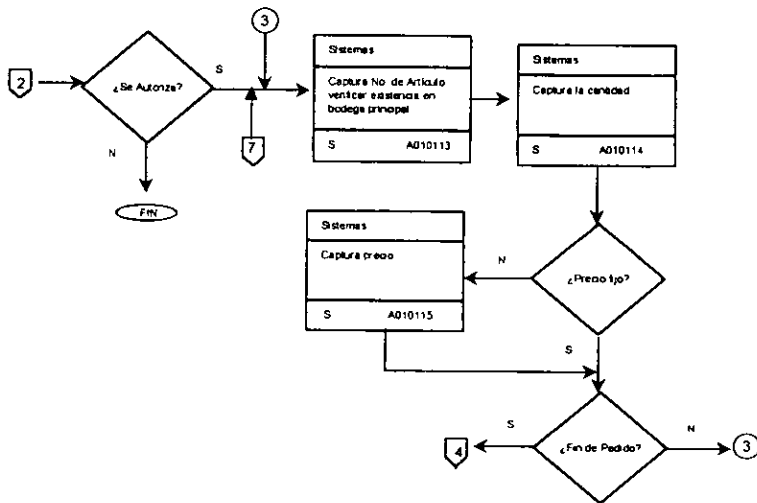 3
Sistemas
Captura No. de Artículo
verificar existencia en
bodega principal
S A010113
Sistemas
Captura la cantidad
S A010114
2
¿Se Autoriza?
S
7
N
FIN
Sistemas
Captura precio
S A010115
N
¿Precio fijo?
S
S
4
¿Fin de Pedido?
N
3